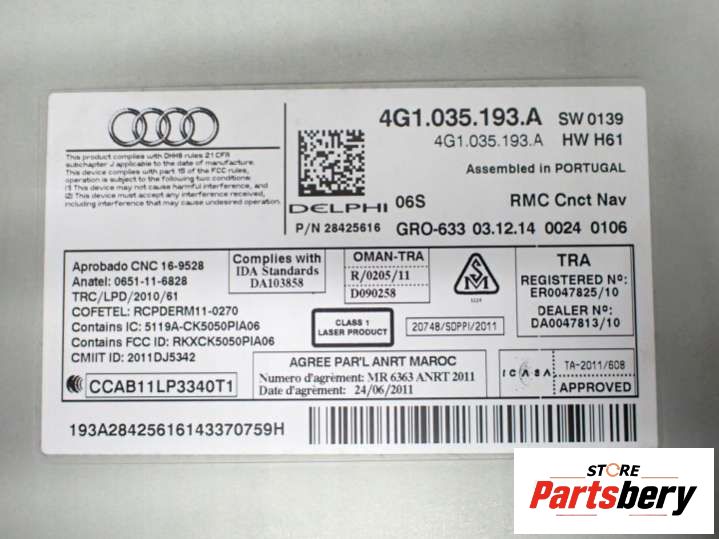 4G1.035.193.A SW 0139
4G1.035.193.A HW H61
This product complies with DHHS rules 21 CFR
subchapter J applicable to the date of manufacture.
This device complies with part 15 of the FCC rules,
operation is subject to the following two conditions:
(1) This device may not cause harmful interference, and
(2) This device must accept any interference received,
including interference that may cause undesired operation.
Assembled in PORTUGAL
DELPHI 06S RMC Cnct Nav
P/N 28425616 GRO-633 03.12.14 0024 0106
Aprobado CNC 16-9528
Anatel: 0651-11-6828
TRC/LPD/2010/61
COFETEL: RCPDERM11-0270
Contains IC: 5119A-CK5050PIA06
Contains FCC ID: RKXCK5050PIA06
CMIIT ID: 2011DJ5342
CCAB11LP3340T1
Complies with
IDA Standards
DA103858
OMAN-TRA
R/0205/11
D090258
CLASS 1
LASER PRODUCT
20748/SDPPI/2011
TRA
REGISTERED Nº:
ER0047825/10
DEALER Nº:
DA0047813/10
AGREE PAR'L ANRT MAROC
Numero d'agrément: MR 6363 ANRT 2011
Date d'agrément: 24/06/2011
ICASA
TA-2011/608
APPROVED
193A28425616143370759H
STORE
Partsbery